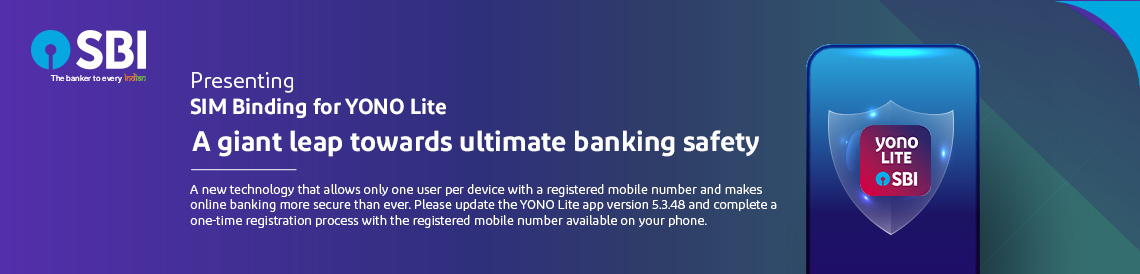 SBI
The banker to every Indian
Presenting
SIM Binding for YONO Lite
A giant leap towards ultimate banking safety
A new technology that allows only one user per device with a registered mobile number and makes
online banking more secure than ever. Please update the YONO Lite app version 5.3.48 and complete a
one-time registration process with the registered mobile number available on your phone.
yono
LITE
SBI